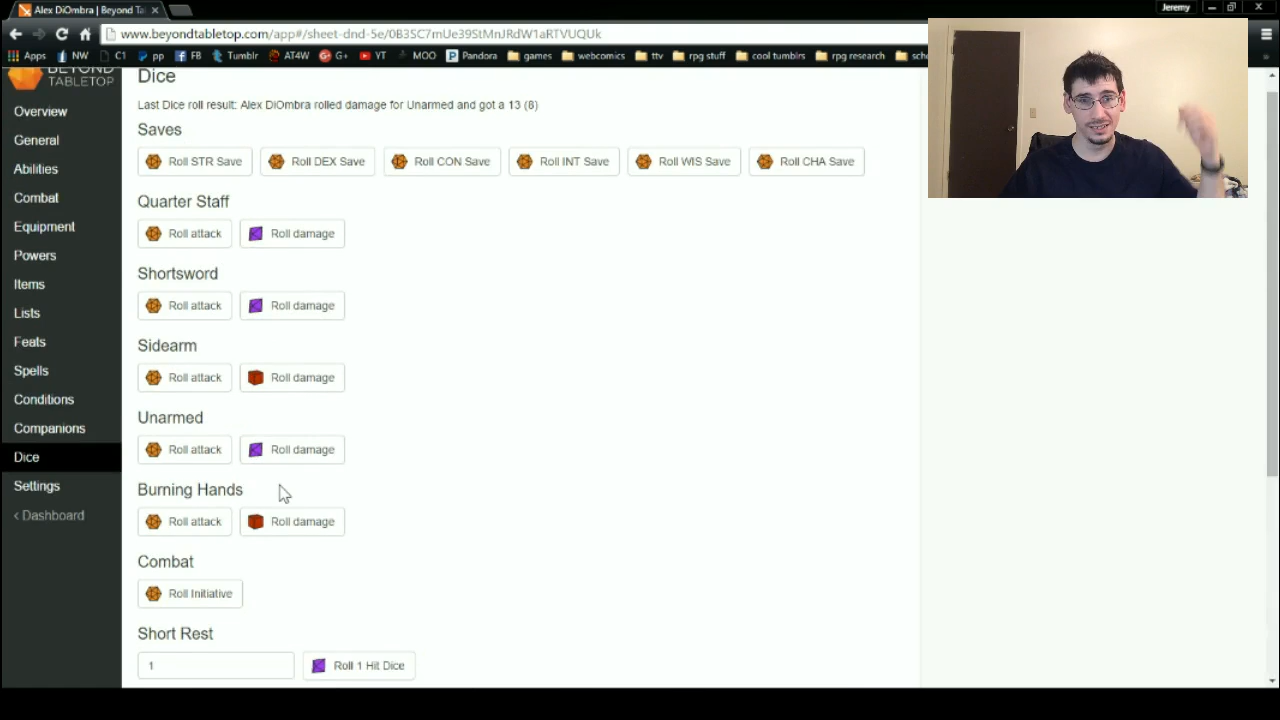 Alex DiOmbra | Beyond Ta
Jeremy
www.beyondtabletop.com/app#/sheet-dnd-5e/0B3SC7mUe39StMnJRdW1aRTVUQUk
Apps NW C1 pp FB Tumblr AT4W G+ YT MOO Pandora games webcomics ttv rpg stuff cool tumblrs rpg research
BEYOND
TABLETOP
Overview
General
Abilities
Combat
Equipment
Powers
Items
Lists
Feats
Spells
Conditions
Companions
Dice
Settings
< Dashboard
Dice
Last Dice roll result: Alex DiOmbra rolled damage for Unarmed and got a 13 (8)
Saves
Roll STR Save Roll DEX Save Roll CON Save Roll INT Save Roll WIS Save Roll CHA Save
Quarter Staff
Roll attack Roll damage
Shortsword
Roll attack Roll damage
Sidearm
Roll attack Roll damage
Unarmed
Roll attack Roll damage
Burning Hands
Roll attack Roll damage
Combat
Roll Initiative
Short Rest
1 Roll 1 Hit Dice